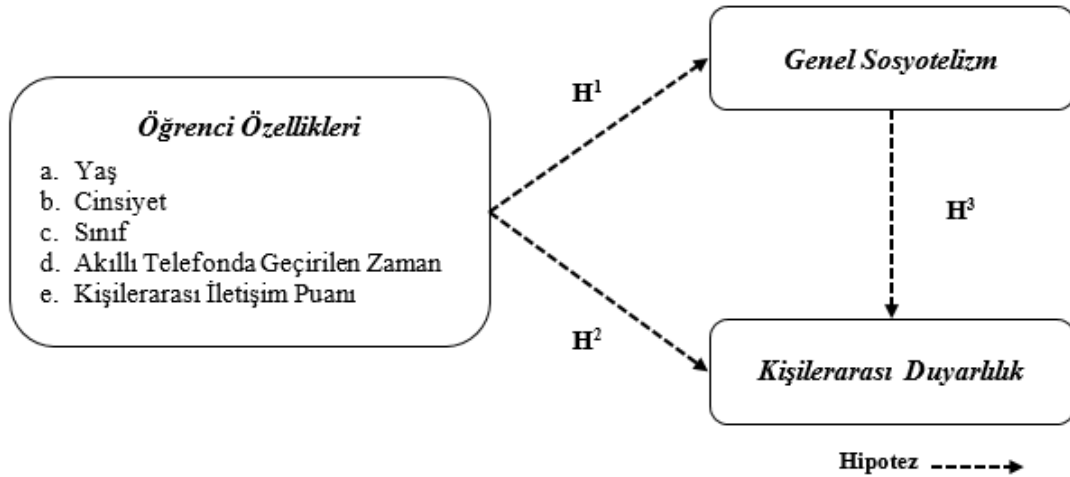 Öğrenci Özellikleri
a. Yaş
b. Cinsiyet
c. Sınıf
d. Akıllı Telefonda Geçirilen Zaman
e. Kişilerarası İletişim Puanı
H¹
H²
Genel Sosyotelizm
H³
Kişilerarası Duyarlılık
Hipotez